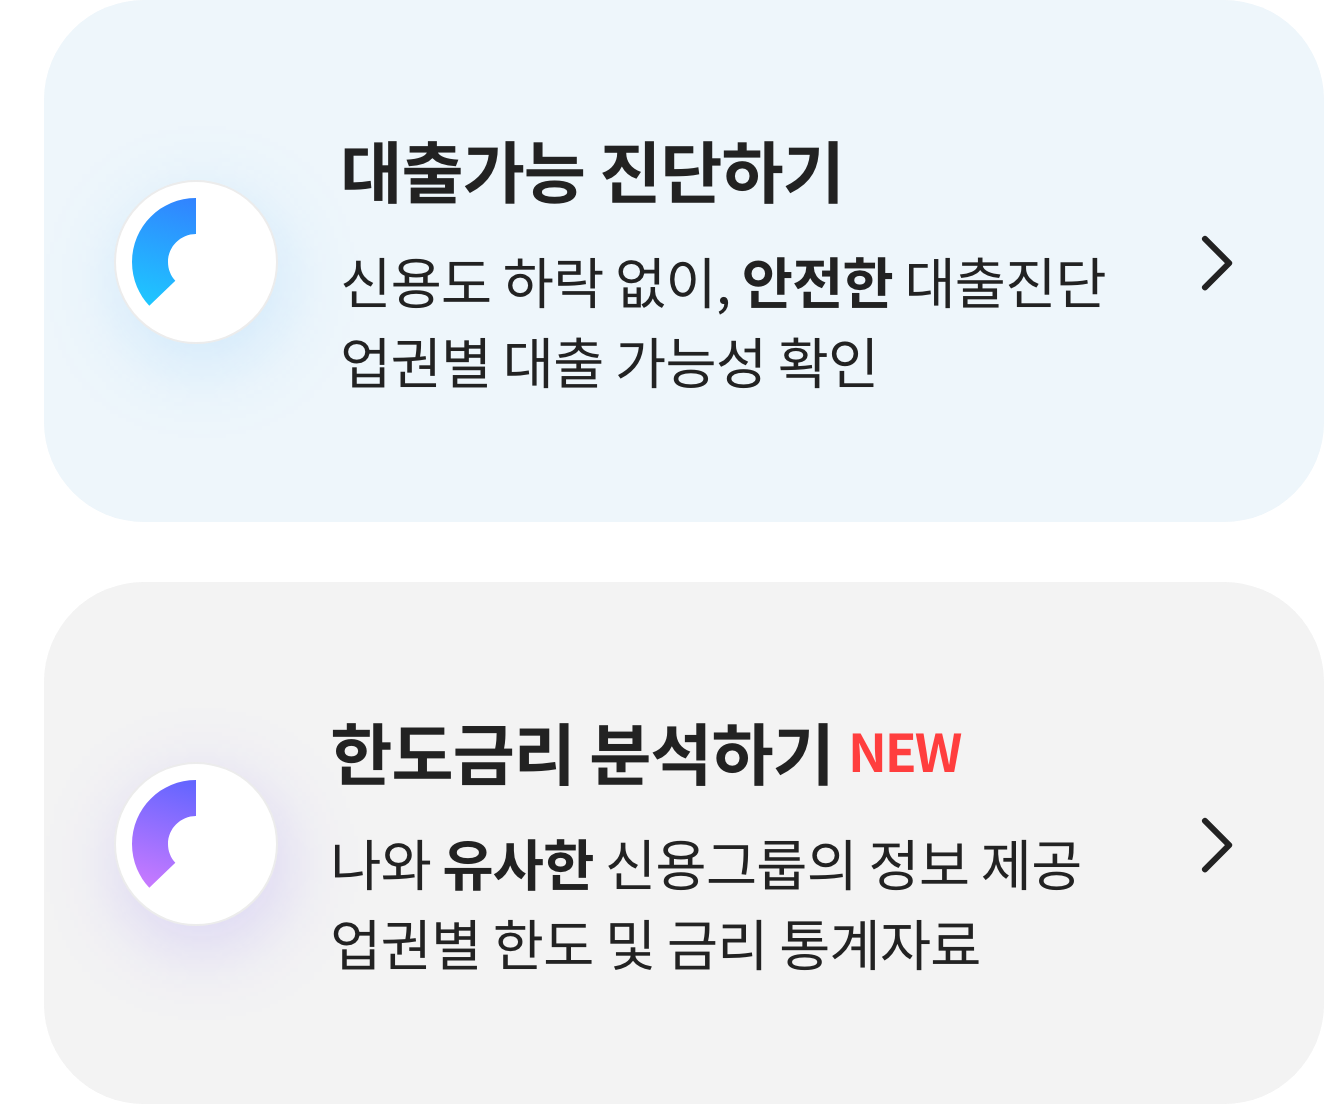 대출가능 진단하기
신용도 하락 없이, 안전한 대출진단
업권별 대출 가능성 확인
한도금리 분석하기 NEW
나와 유사한 신용그룹의 정보 제공
업권별 한도 및 금리 통계자료